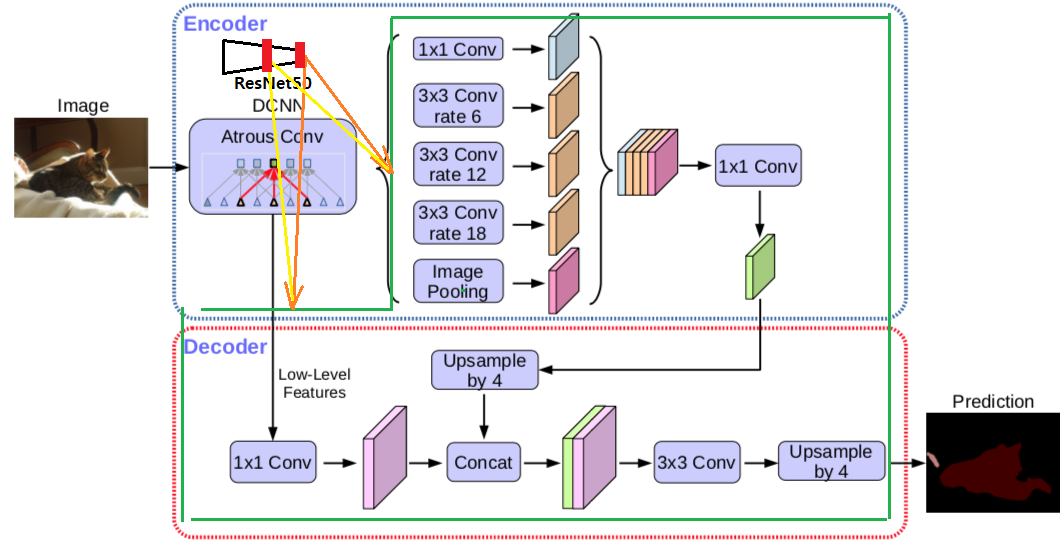 Encoder
ResNet50
DCNN
Atrous Conv
Image
1x1 Conv
3x3 Conv
rate 6
3x3 Conv
rate 12
3x3 Conv
rate 18
Image
Pooling
1x1 Conv
Decoder
Low-Level
Features
Upsample
by 4
1x1 Conv
Concat
3x3 Conv
Upsample
by 4
Prediction